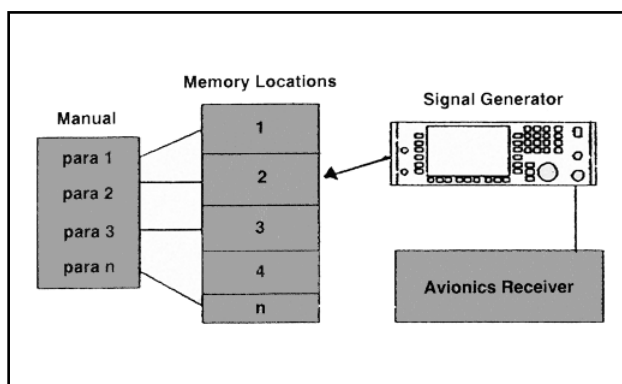 Manual
para 1
para 2
para 3
para n
Memory Locations
1
2
3
4
n
Signal Generator
Avionics Receiver